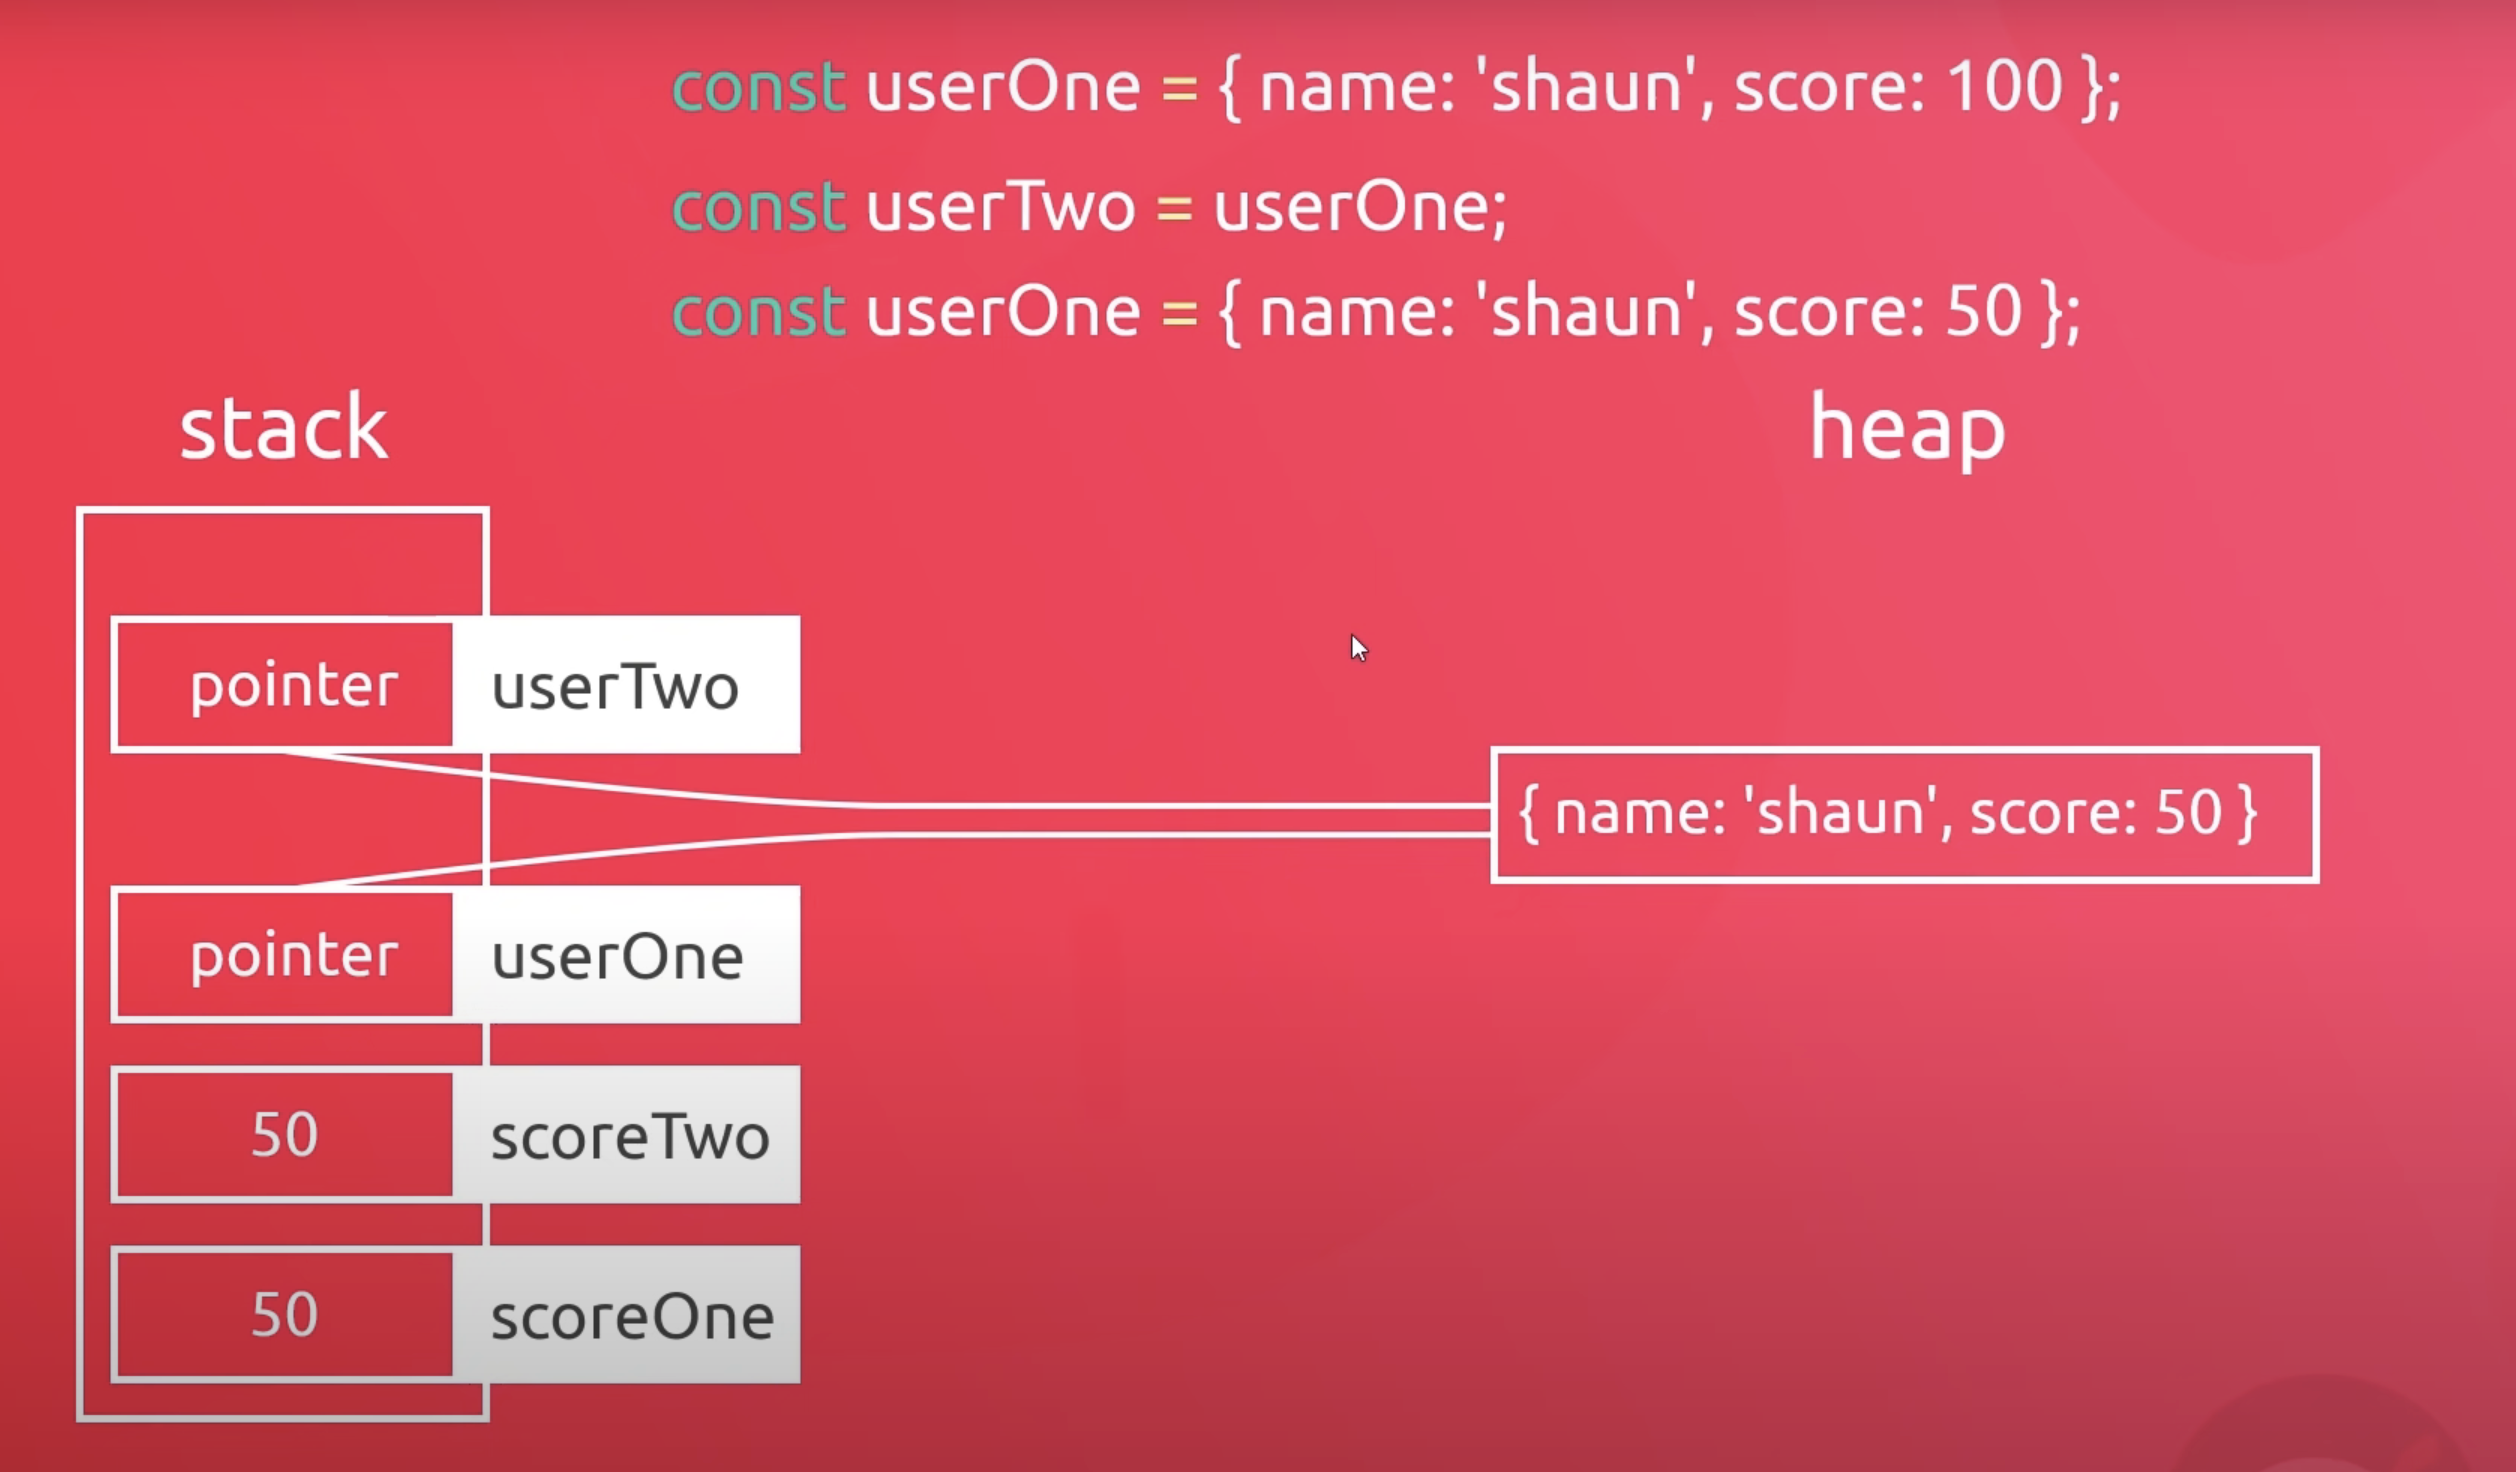 const userOne = { name: 'shaun', score: 100 };
const userTwo = userOne;
const userOne = { name: 'shaun', score: 50 };
stack
heap
pointer userTwo
{ name: 'shaun', score: 50 }
pointer userOne
50 scoreTwo
50 scoreOne